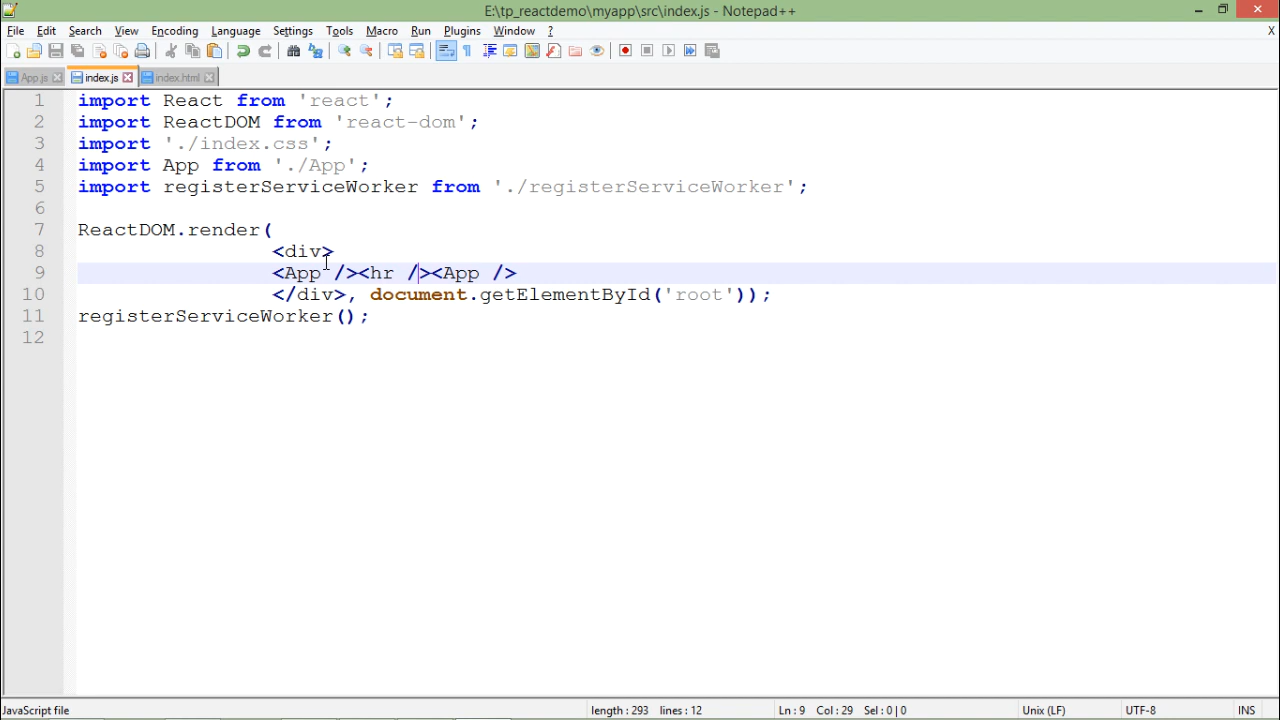 E:\tp_reactdemo\myapp\src\index.js - Notepad++
File Edit Search View Encoding Language Settings Tools Macro Run Plugins Window ? X
App.js index.js index.html
1 import React from 'react';
2 import ReactDOM from 'react-dom';
3 import './index.css';
4 import App from './App';
5 import registerServiceWorker from './registerServiceWorker';
6
7 ReactDOM.render(
8 <div>
9 <App /><hr /><App />
10 </div>, document.getElementById('root'));
11 registerServiceWorker();
12
JavaScript file length : 293 lines : 12 Ln : 9 Col : 29 Sel : 0 | 0 Unix (LF) UTF-8 INS